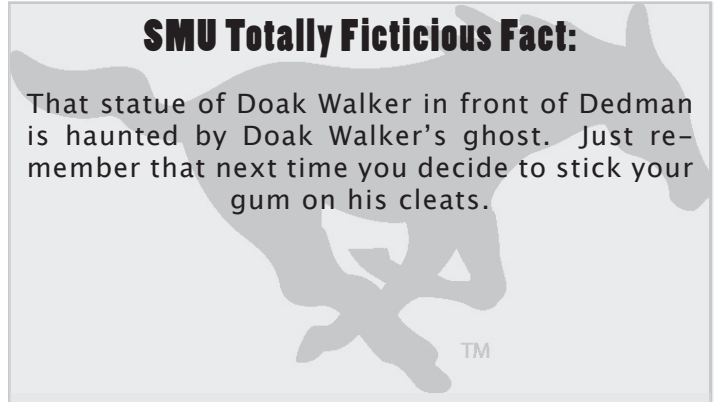 SMU Totally Ficticious Fact:
That statue of Doak Walker in front of Dedman
is haunted by Doak Walker’s ghost.  Just re-
member that next time you decide to stick your
gum on his cleats.
TM